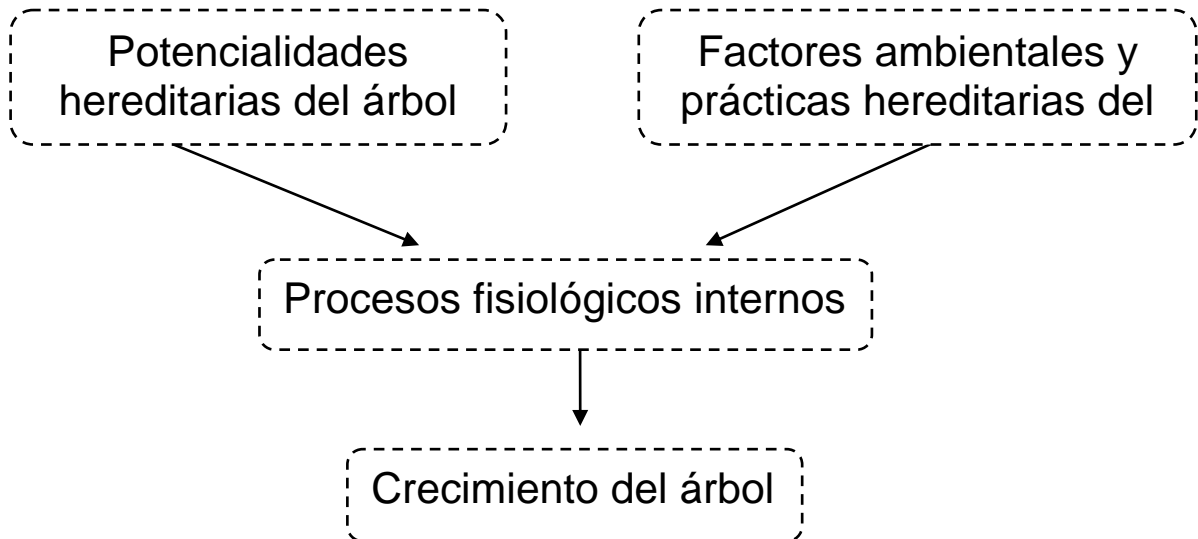 Potencialidades
hereditarias del árbol
Factores ambientales y
prácticas hereditarias del
Procesos fisiológicos internos
Crecimiento del árbol